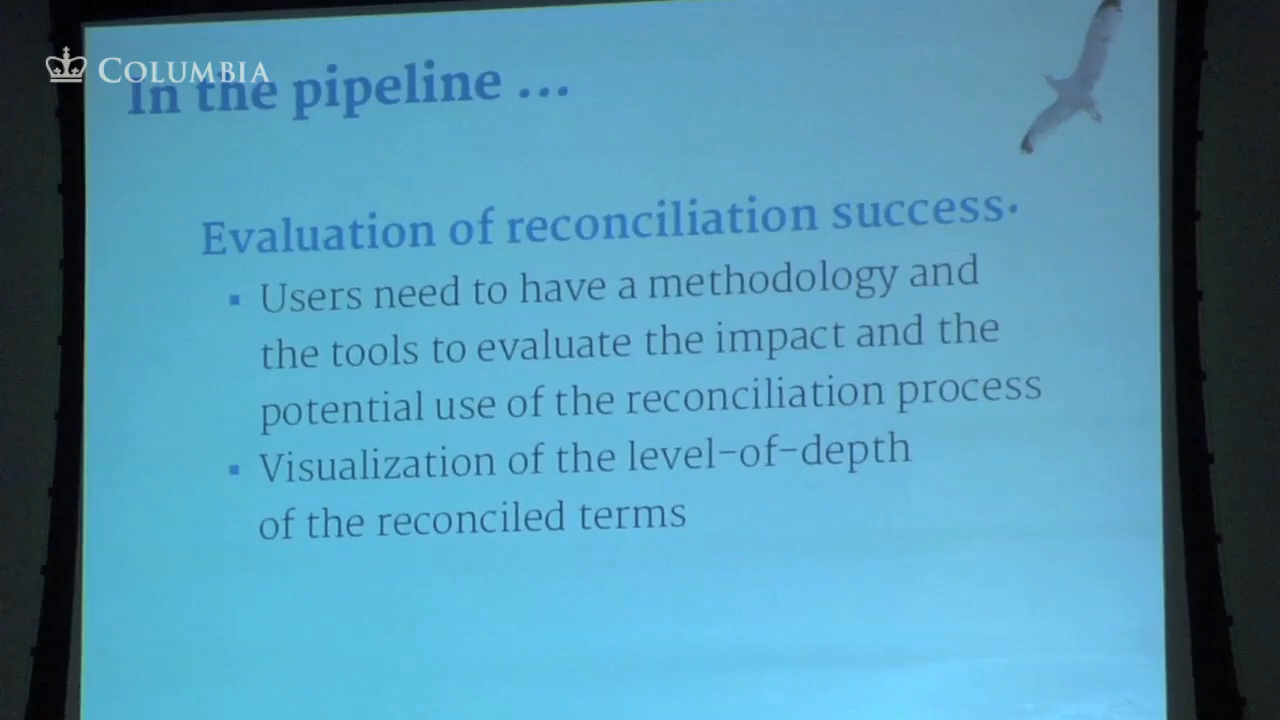 COLUMBIA
In the pipeline ...
Evaluation of reconciliation success.
▪ Users need to have a methodology and
the tools to evaluate the impact and the
potential use of the reconciliation process
▪ Visualization of the level-of-depth
of the reconciled terms